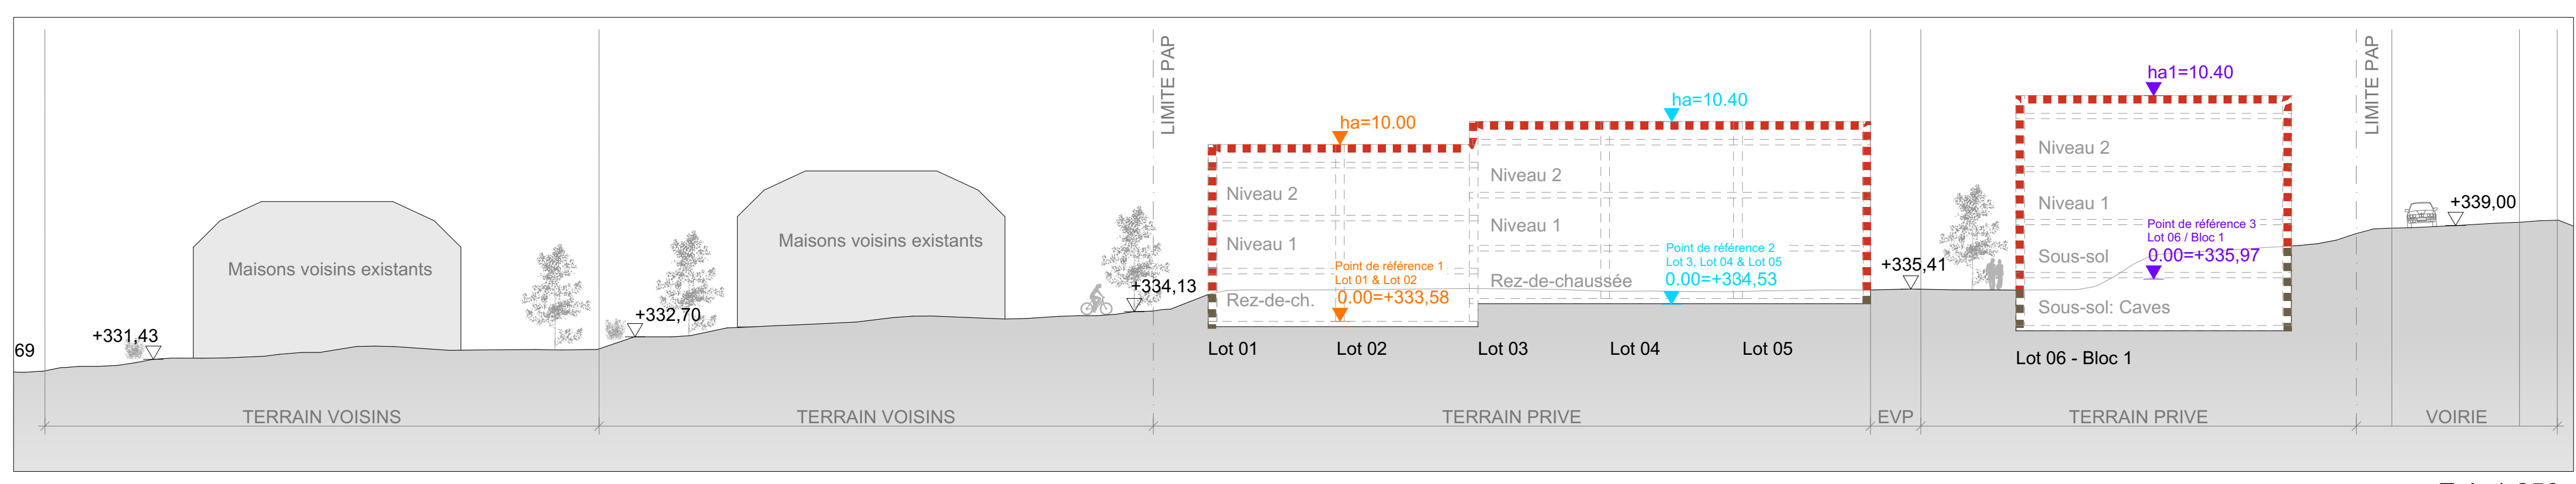 LIMITE PAP
LIMITE PAP
ha1=10.40
ha=10.40
ha=10.00
Niveau 2
Niveau 2
Niveau 2
Niveau 1
Niveau 1
Niveau 1
+339,00
Point de référence 3
Lot 06 / Bloc 1
0.00=+335,97
Maisons voisins existants
Maisons voisins existants
Point de référence 2
Lot 3, Lot 04 & Lot 05
0.00=+334,53
Sous-sol
+335,41
Point de référence 1
Lot 01 & Lot 02
0.00=+333,58
Rez-de-chaussée
+334,13
Rez-de-ch.
Sous-sol: Caves
+332,70
+331,43
69
Lot 01
Lot 02
Lot 03
Lot 04
Lot 05
Lot 06 - Bloc 1
TERRAIN VOISINS
TERRAIN VOISINS
TERRAIN PRIVE
EVP
TERRAIN PRIVE
VOIRIE